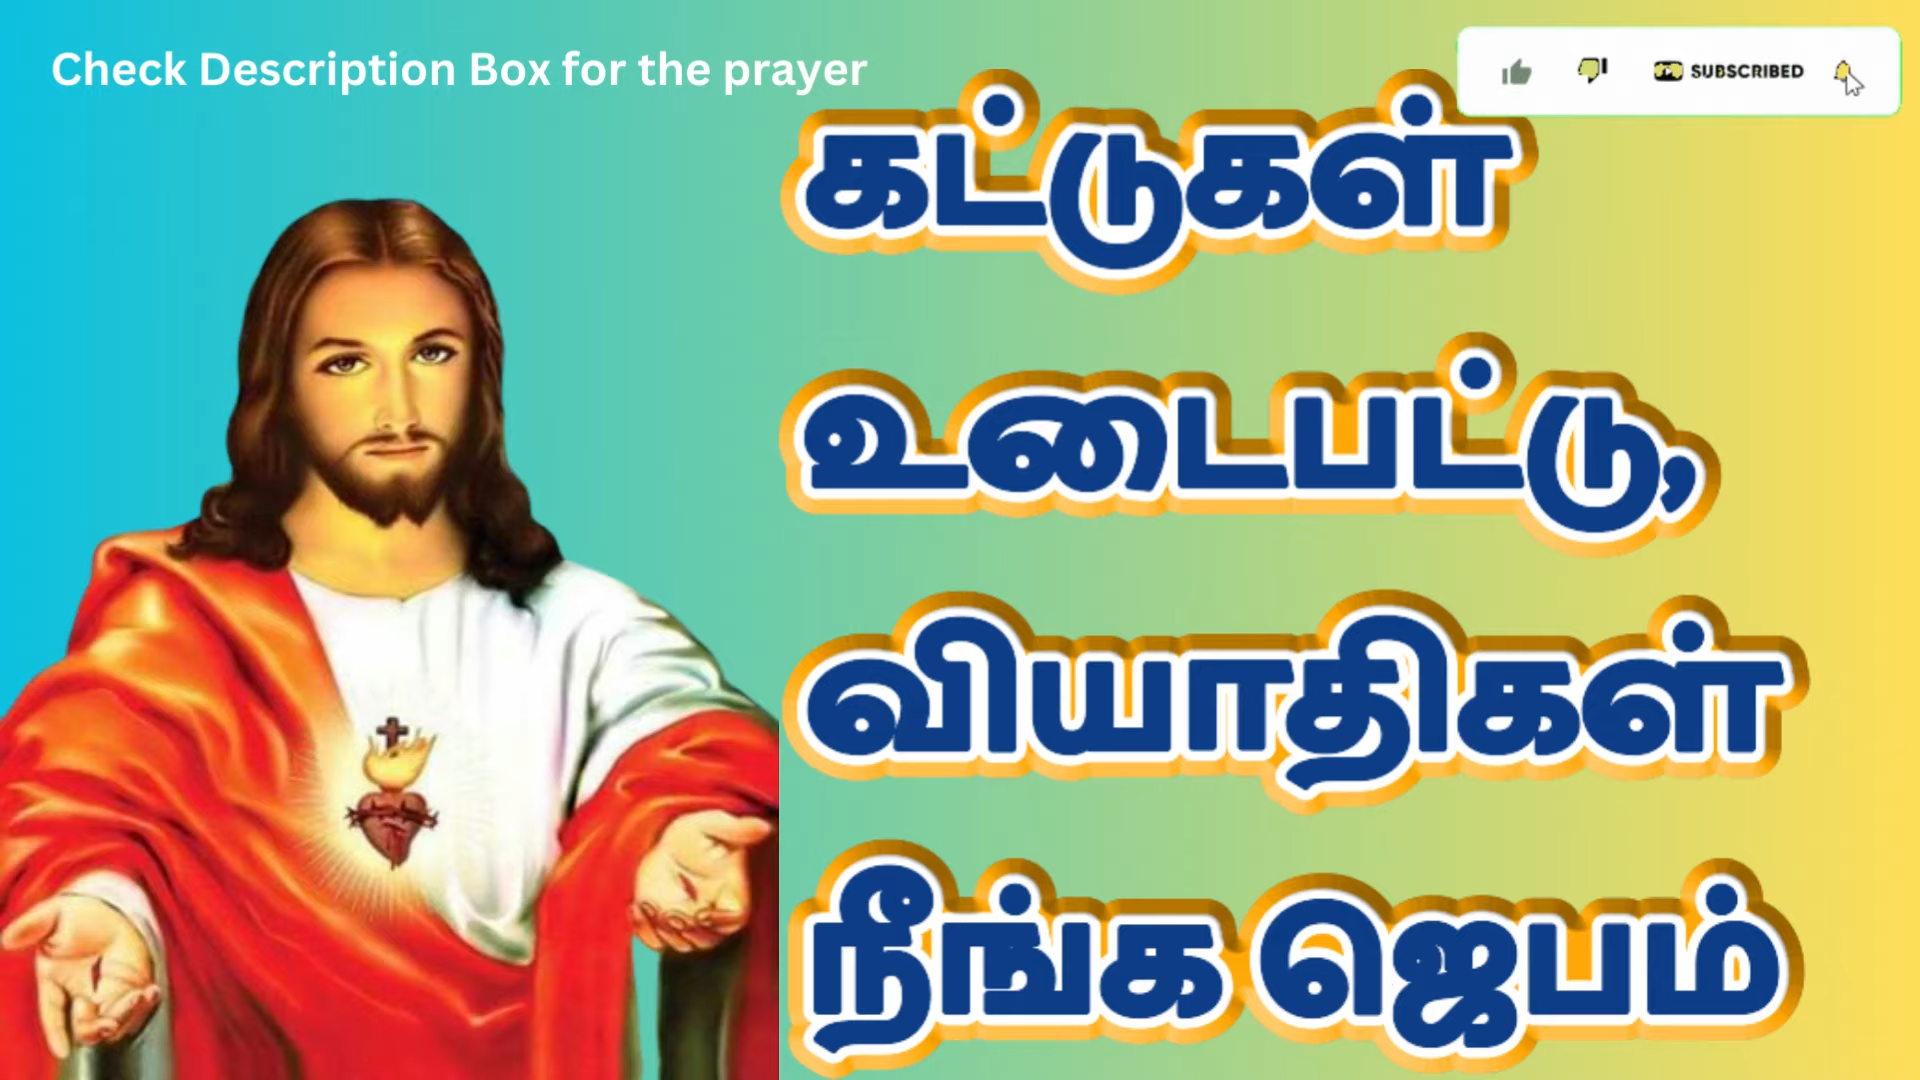 Check Description Box for the prayer
SUBSCRIBED
கட்டுகள்
உடைபட்டு,
வியாதிகள்
நீங்க ஜெபம்